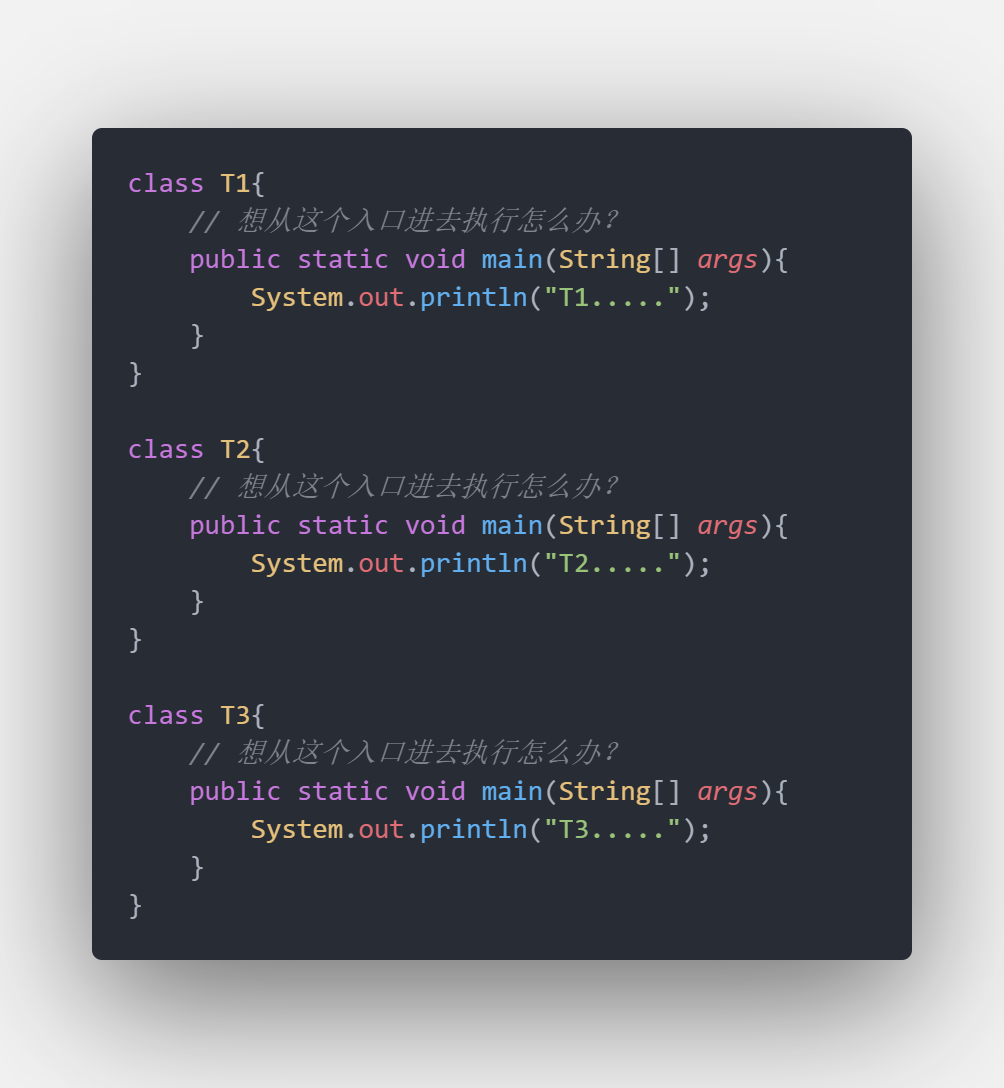 class T1{
    // 想从这个入口进去执行怎么办？
    public static void main(String[] args){
        System.out.println("T1.....");
    }
}

class T2{
    // 想从这个入口进去执行怎么办？
    public static void main(String[] args){
        System.out.println("T2.....");
    }
}

class T3{
    // 想从这个入口进去执行怎么办？
    public static void main(String[] args){
        System.out.println("T3.....");
    }
}